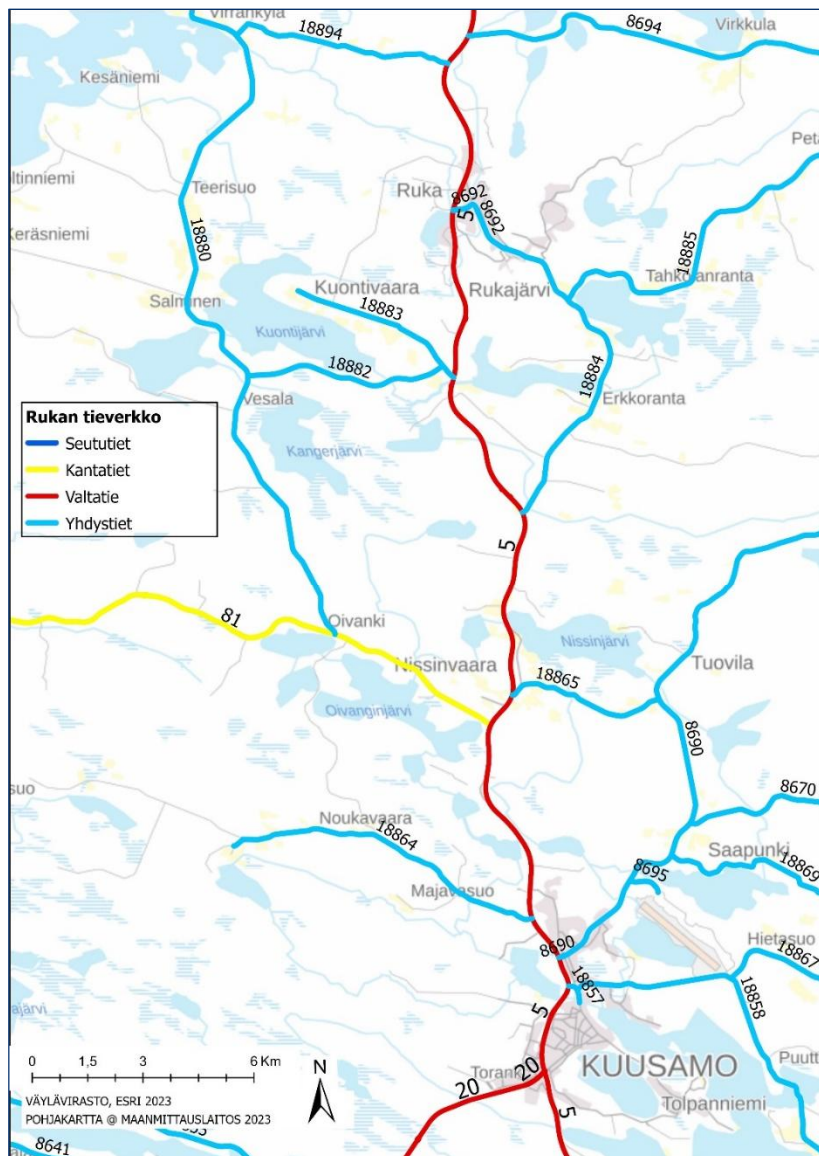 Virrankylä
18894
8694
Virkkula
Kesäniemi
Ruka
8692
5
8692
Teerisuo
18880
18885
Keräsniemi
Kuontivaara
Rukajärvi
Salminen
18883
Kuontijärvi
18882
18884
Vesala
Erkkoranta
Rukan tieverkko
Seututiet
Kantatiet
Valtatie
Yhdystiet
Kangerjärvi
5
81
Oivanki
Nissinjärvi
Nissinvaara
Tuovila
18865
Oivanginjärvi
8690
8670
Noukavaara
18864
Saapunki
8695
18869
Majavasuo
8690
Hietasuo
18867
18857
18858
5
0 1,5 3 6 Km
N
20
20
KUUSAMO
5
Tolpanniemi
VÄYLÄVIRASTO, ESRI 2023
POHJAKARTTA @ MAANMITTAUSLAITOS 2023
8641